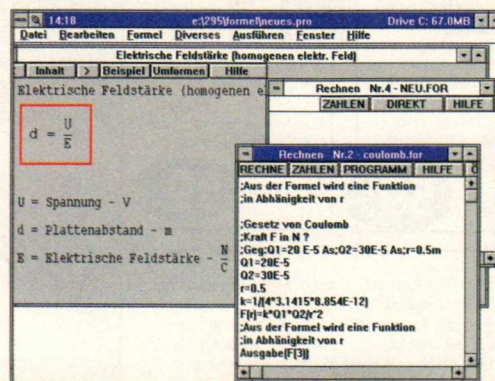 14:18 e:\295\formel\neues.pro Drive C: 67.0MB
Datei Bearbeiten Formel Diverses Ausführen Fenster Hilfe
Elektrische Feldstärke (homogenen elektr. Feld)
Inhalt > Beispiel Umformen Hilfe
Elektrische Feldstärke (homogenen e
d = U/E
U = Spannung - V
d = Plattenabstand - m
E = Elektrische Feldstärke - N/C
Rechnen Nr.4 - NEU.FOR
ZAHLEN DIREKT HILFE
Rechnen Nr.2 - coulomb.for
RECHNE ZAHLEN PROGRAMM HILFE
;Aus der Formel wird eine Funktion
;in Abhänigkeit von r
;Gesetz von Coulomb
;Kraft F in N ?
;Geg:Q1=20 E-5 As;Q2=30E-5 As;r=0.5m
Q1=20E-5
Q2=30E-5
r=0.5
k=1/(4*3.1415*8.854E-12)
F(r)=k*Q1*Q2/r^2
;Aus der Formel wird eine Funktion
;in Abhänigkeit von r
Ausgabe(F(3))